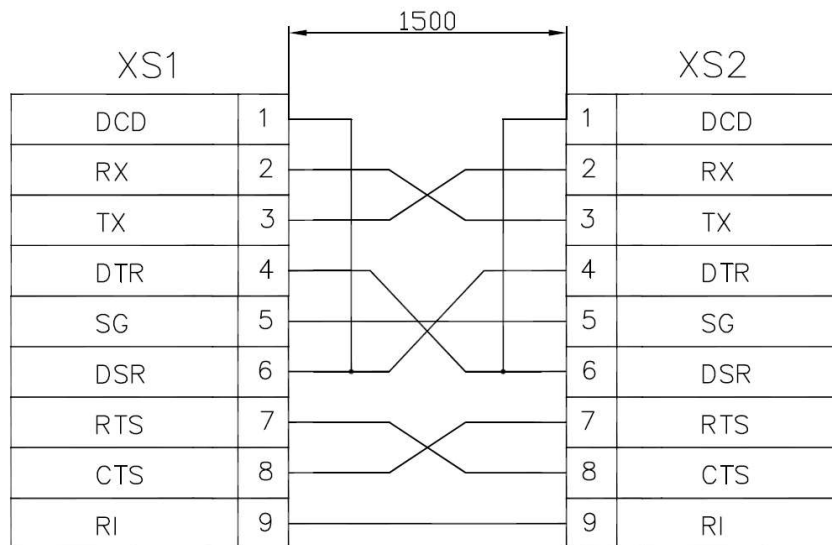 1500
XS1 XS2
DCD 1 1 DCD
RX 2 2 RX
TX 3 3 TX
DTR 4 4 DTR
SG 5 5 SG
DSR 6 6 DSR
RTS 7 7 RTS
CTS 8 8 CTS
RI 9 9 RI